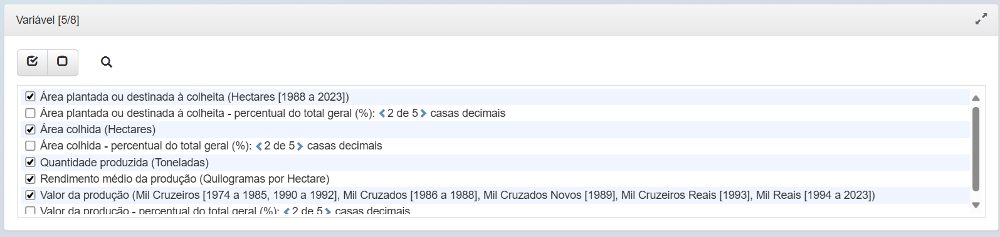 Variável [5/8]
Área plantada ou destinada à colheita (Hectares [1988 a 2023])
Área plantada ou destinada à colheita - percentual do total geral (%): 2 de 5 casas decimais
Área colhida (Hectares)
Área colhida - percentual do total geral (%): 2 de 5 casas decimais
Quantidade produzida (Toneladas)
Rendimento médio da produção (Quilogramas por Hectare)
Valor da produção (Mil Cruzeiros [1974 a 1985, 1990 a 1992], Mil Cruzados [1986 a 1988], Mil Cruzados Novos [1989], Mil Cruzeiros Reais [1993], Mil Reais [1994 a 2023])
Valor da produção - percentual do total geral (%): 2 de 5 casas decimais